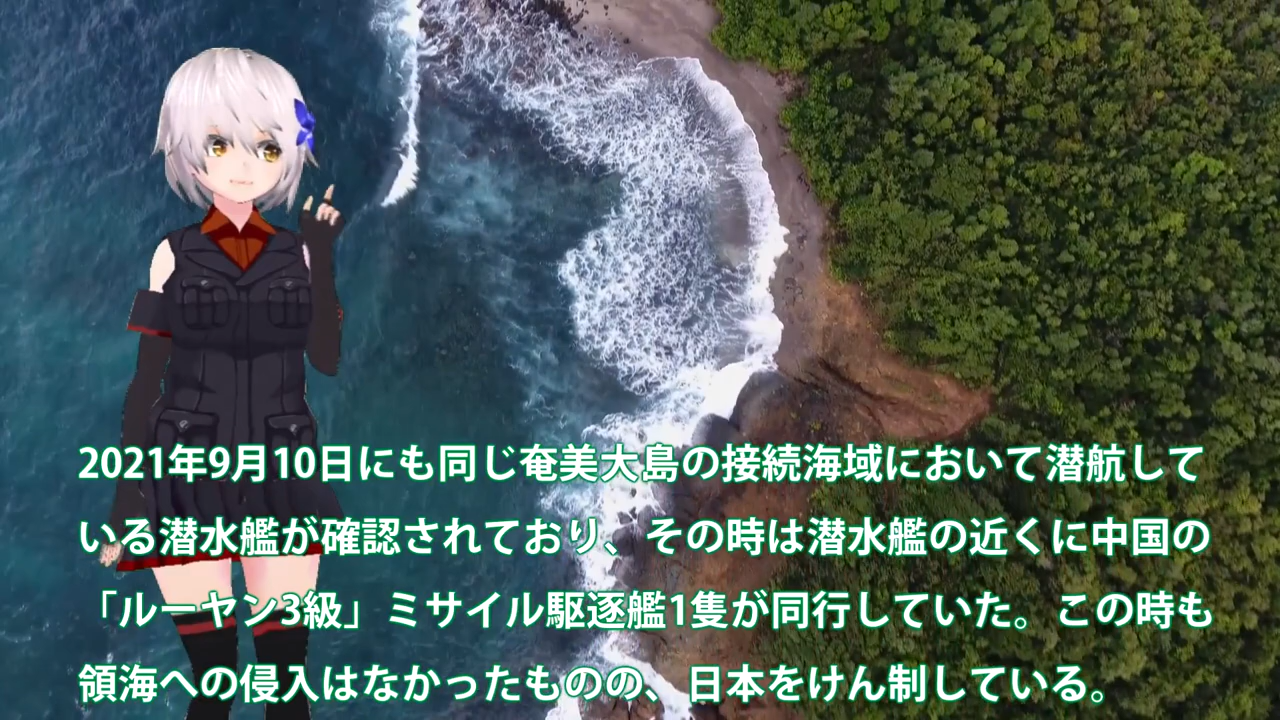 2021年9月10日にも同じ奄美大島の接続海域において潜航して
いる潜水艦が確認されており、その時は潜水艦の近くに中国の
「ルーヤン3級」ミサイル駆逐艦1隻が同行していた。この時も
領海への侵入はなかったものの、日本をけん制している。